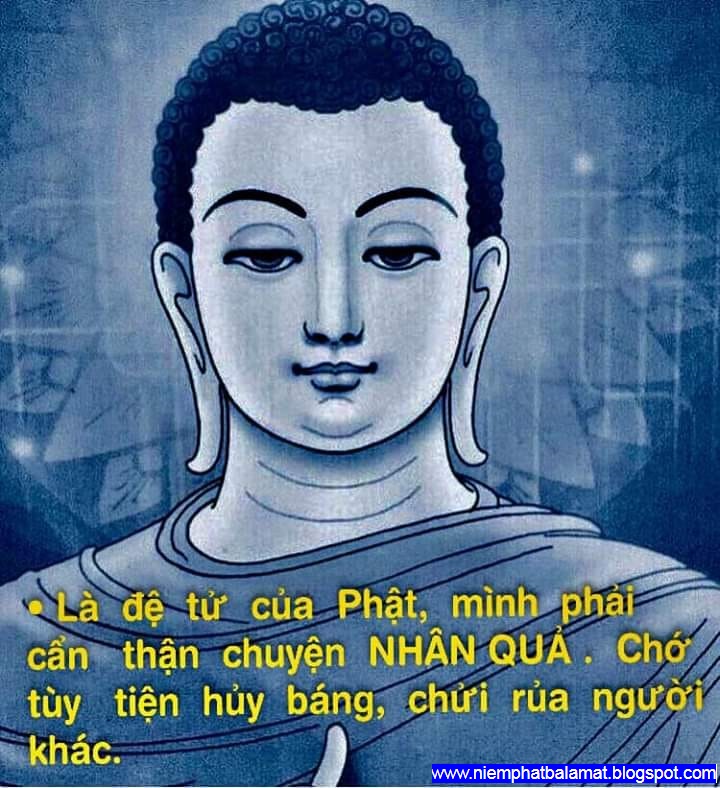 • Là đệ tử của Phật, mình phải
cẩn thận chuyện NHÂN QUẢ . Chớ
tùy tiện hủy báng, chửi rủa người
khác.
www.niemphatbalamat.blogspot.com